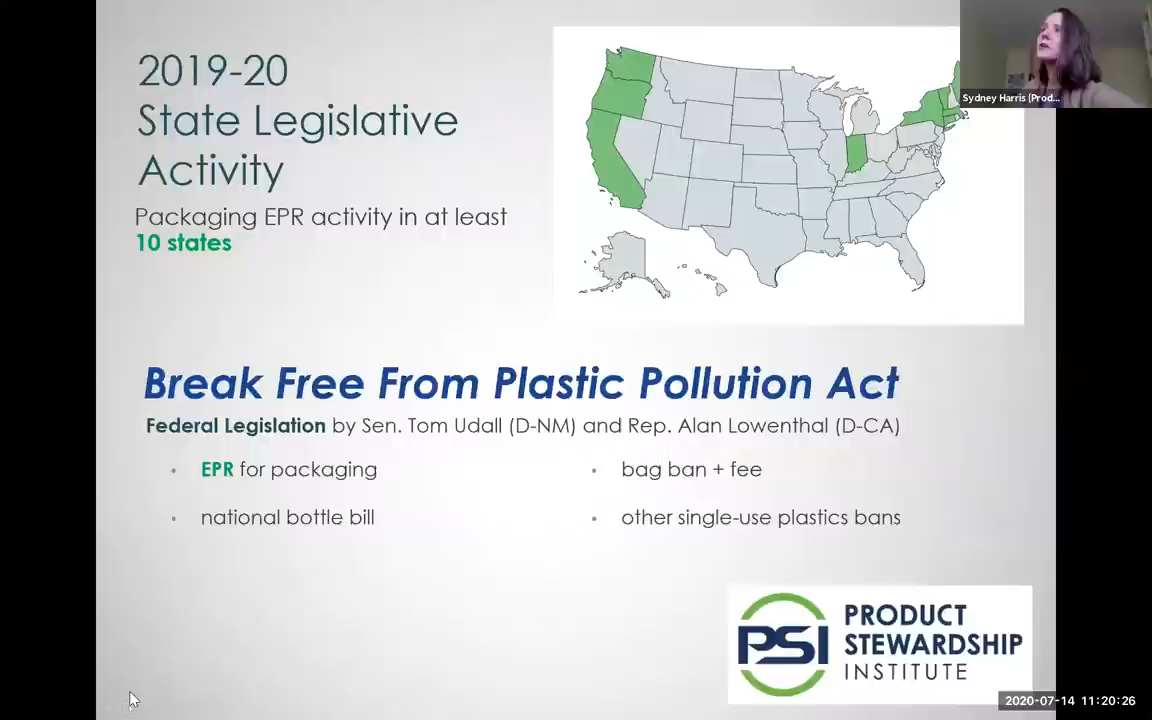 2019-20
State Legislative
Activity
Packaging EPR activity in at least
10 states
Sydney Harris (Prod...
Break Free From Plastic Pollution Act
Federal Legislation by Sen. Tom Udall (D-NM) and Rep. Alan Lowenthal (D-CA)
• EPR for packaging
• national bottle bill
• bag ban + fee
• other single-use plastics bans
PSI PRODUCT
STEWARDSHIP
INSTITUTE
2020-07-14 11:20:26